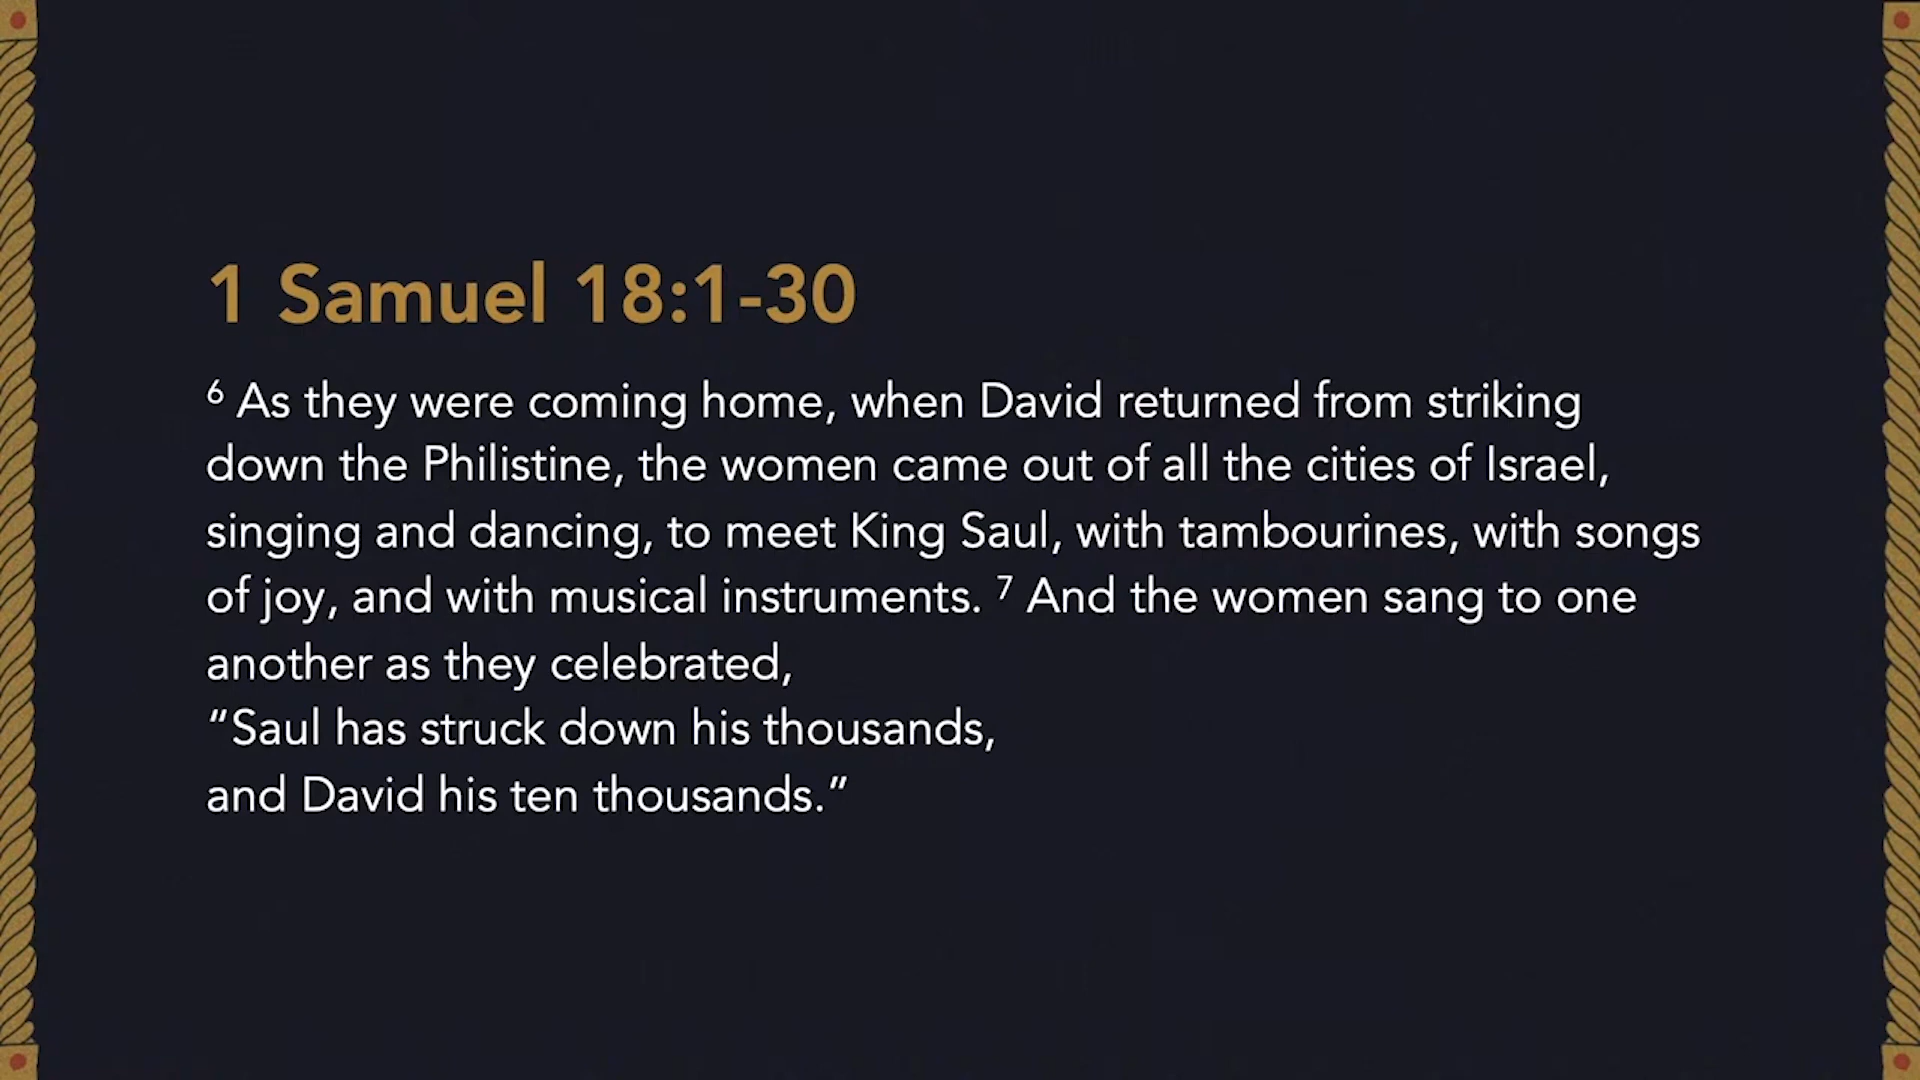 1 Samuel 18:1-30
⁶ As they were coming home, when David returned from striking
down the Philistine, the women came out of all the cities of Israel,
singing and dancing, to meet King Saul, with tambourines, with songs
of joy, and with musical instruments. ⁷ And the women sang to one
another as they celebrated,
“Saul has struck down his thousands,
and David his ten thousands.”